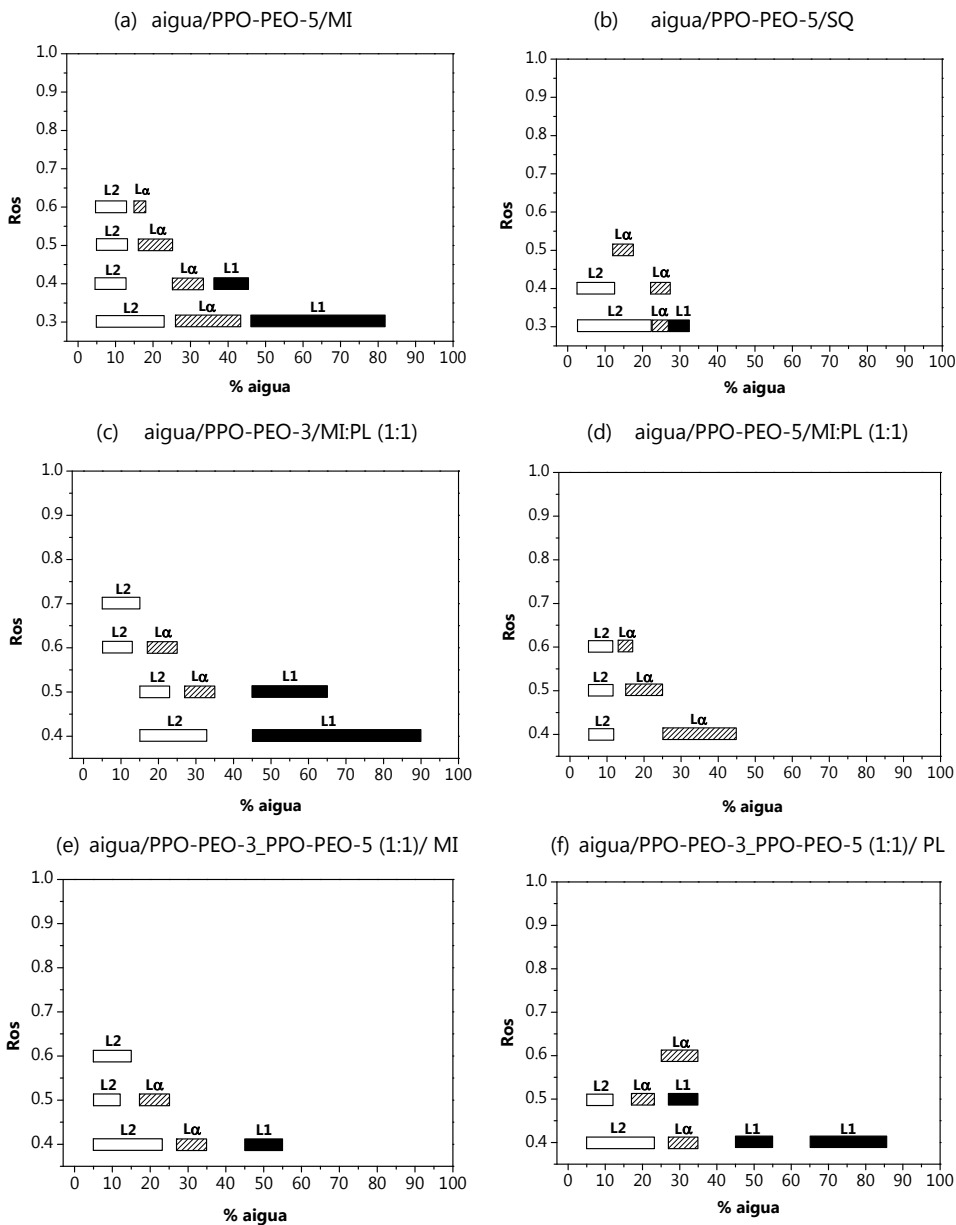 (a) aigua/PPO-PEO-5/MI
(b) aigua/PPO-PEO-5/SQ
1.0
0.9
0.8
0.7
0.6
0.5
0.4
0.3
Ros
L2 Lα
L2 Lα
L2 Lα L1
L2 Lα L1
0 10 20 30 40 50 60 70 80 90 100
% aigua
1.0
0.9
0.8
0.7
0.6
0.5
0.4
0.3
Ros
Lα
L2 Lα
L2 Lα L1
0 10 20 30 40 50 60 70 80 90 100
% aigua
(c) aigua/PPO-PEO-3/MI:PL (1:1)
(d) aigua/PPO-PEO-5/MI:PL (1:1)
1.0
0.9
0.8
0.7
0.6
0.5
0.4
Ros
L2
L2 Lα
L2 Lα L1
L2 L1
0 10 20 30 40 50 60 70 80 90 100
% aigua
1.0
0.9
0.8
0.7
0.6
0.5
0.4
Ros
L2 Lα
L2 Lα
L2 Lα
0 10 20 30 40 50 60 70 80 90 100
% aigua
(e) aigua/PPO-PEO-3_PPO-PEO-5 (1:1)/ MI
(f) aigua/PPO-PEO-3_PPO-PEO-5 (1:1)/ PL
1.0
0.9
0.8
0.7
0.6
0.5
0.4
Ros
L2
L2 Lα
L2 Lα L1
0 10 20 30 40 50 60 70 80 90 100
% aigua
1.0
0.9
0.8
0.7
0.6
0.5
0.4
Ros
Lα
L2 Lα L1
L2 Lα L1 L1
0 10 20 30 40 50 60 70 80 90 100
% aigua